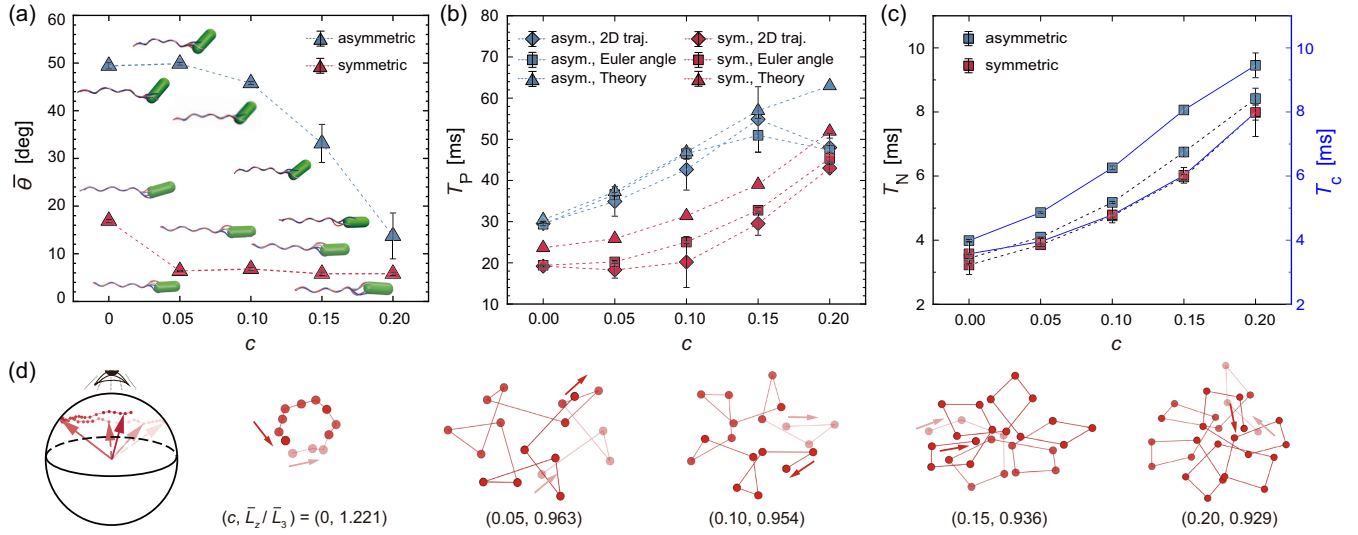 (a)
60
50
40
30
20
10
0
θ̄ [deg]
asymmetric
symmetric
0
0.05
0.10
0.15
0.20
c
(b)
70
60
50
40
30
20
10
T_P [ms]
asym., 2D traj.
asym., Euler angle
asym., Theory
sym., 2D traj.
sym., Euler angle
sym., Theory
0.00
0.05
0.10
0.15
0.20
c
(c)
10
8
6
4
2
T_N [ms]
asymmetric
symmetric
10
8
6
4
2
T_c [ms]
0.00
0.05
0.10
0.15
0.20
c
(d)
(c, L̄_z / L̄_3) = (0, 1.221)
(0.05, 0.963)
(0.10, 0.954)
(0.15, 0.936)
(0.20, 0.929)